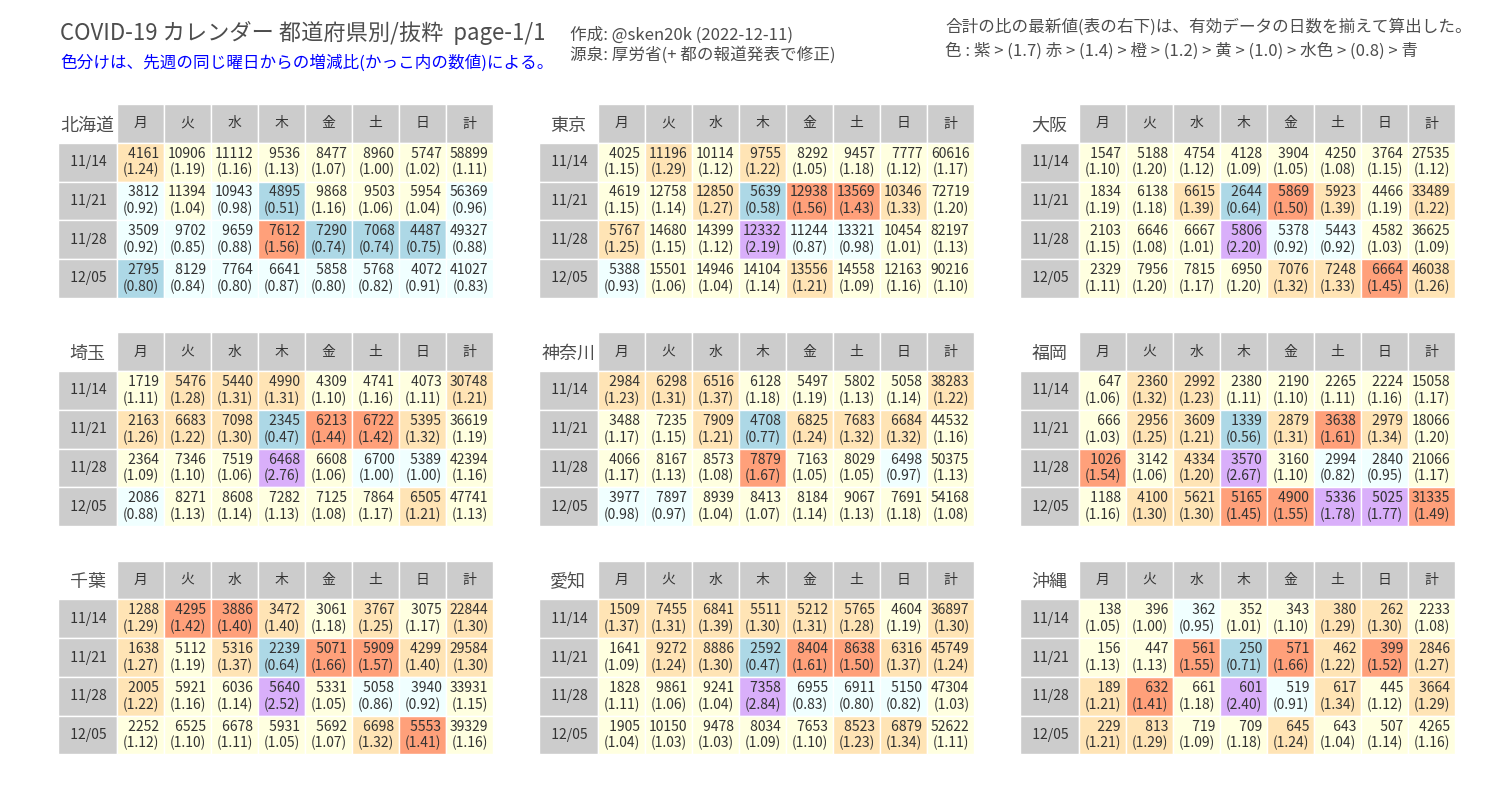 COVID-19 カレンダー 都道府県別/抜粋 page-1/1
色分けは、先週の同じ曜日からの増減比(かっこ内の数値)による。
作成: @sken20k (2022-12-11)
源泉: 厚労省(+ 都の報道発表で修正)
合計の比の最新値(表の右下)は、有効データの日数を揃えて算出した。
色 : 紫 > (1.7) 赤 > (1.4) > 橙 > (1.2) > 黄 > (1.0) > 水色 > (0.8) > 青
北海道 月 火 水 木 金 土 日 計
11/14 4161 10906 11112 9536 8477 8960 5747 58899
(1.24) (1.19) (1.16) (1.13) (1.07) (1.00) (1.02) (1.11)
11/21 3812 11394 10943 4895 9868 9503 5954 56369
(0.92) (1.04) (0.98) (0.51) (1.16) (1.06) (1.04) (0.96)
11/28 3509 9702 9659 7612 7290 7068 4487 49327
(0.92) (0.85) (0.88) (1.56) (0.74) (0.74) (0.75) (0.88)
12/05 2795 8129 7764 6641 5858 5768 4072 41027
(0.80) (0.84) (0.80) (0.87) (0.80) (0.82) (0.91) (0.83)
東京 月 火 水 木 金 土 日 計
11/14 4025 11196 10114 9755 8292 9457 7777 60616
(1.15) (1.29) (1.12) (1.22) (1.05) (1.18) (1.12) (1.17)
11/21 4619 12758 12850 5639 12938 13569 10346 72719
(1.15) (1.14) (1.27) (0.58) (1.56) (1.43) (1.33) (1.20)
11/28 5767 14680 14399 12332 11244 13321 10454 82197
(1.25) (1.15) (1.12) (2.19) (0.87) (0.98) (1.01) (1.13)
12/05 5388 15501 14946 14104 13556 14558 12163 90216
(0.93) (1.06) (1.04) (1.14) (1.21) (1.09) (1.16) (1.10)
大阪 月 火 水 木 金 土 日 計
11/14 1547 5188 4754 4128 3904 4250 3764 27535
(1.10) (1.20) (1.12) (1.09) (1.05) (1.08) (1.15) (1.12)
11/21 1834 6138 6615 2644 5869 5923 4466 33489
(1.19) (1.18) (1.39) (0.64) (1.50) (1.39) (1.19) (1.22)
11/28 2103 6646 6667 5806 5378 5443 4582 36625
(1.15) (1.08) (1.01) (2.20) (0.92) (0.92) (1.03) (1.09)
12/05 2329 7956 7815 6950 7076 7248 6664 46038
(1.11) (1.20) (1.17) (1.20) (1.32) (1.33) (1.45) (1.26)
埼玉 月 火 水 木 金 土 日 計
11/14 1719 5476 5440 4990 4309 4741 4073 30748
(1.11) (1.28) (1.31) (1.31) (1.10) (1.16) (1.11) (1.21)
11/21 2163 6683 7098 2345 6213 6722 5395 36619
(1.26) (1.22) (1.30) (0.47) (1.44) (1.42) (1.32) (1.19)
11/28 2364 7346 7519 6468 6608 6700 5389 42394
(1.09) (1.10) (1.06) (2.76) (1.06) (1.00) (1.00) (1.16)
12/05 2086 8271 8608 7282 7125 7864 6505 47741
(0.88) (1.13) (1.14) (1.13) (1.08) (1.17) (1.21) (1.13)
神奈川 月 火 水 木 金 土 日 計
11/14 2984 6298 6516 6128 5497 5802 5058 38283
(1.23) (1.31) (1.37) (1.18) (1.19) (1.13) (1.14) (1.22)
11/21 3488 7235 7909 4708 6825 7683 6684 44532
(1.17) (1.15) (1.21) (0.77) (1.24) (1.32) (1.32) (1.16)
11/28 4066 8167 8573 7879 7163 8029 6498 50375
(1.17) (1.13) (1.08) (1.67) (1.05) (1.05) (0.97) (1.13)
12/05 3977 7897 8939 8413 8184 9067 7691 54168
(0.98) (0.97) (1.04) (1.07) (1.14) (1.13) (1.18) (1.08)
福岡 月 火 水 木 金 土 日 計
11/14 647 2360 2992 2380 2190 2265 2224 15058
(1.06) (1.32) (1.23) (1.11) (1.10) (1.11) (1.16) (1.17)
11/21 666 2956 3609 1339 2879 3638 2979 18066
(1.03) (1.25) (1.21) (0.56) (1.31) (1.61) (1.34) (1.20)
11/28 1026 3142 4334 3570 3160 2994 2840 21066
(1.54) (1.06) (1.20) (2.67) (1.10) (0.82) (0.95) (1.17)
12/05 1188 4100 5621 5165 4900 5336 5025 31335
(1.16) (1.30) (1.30) (1.45) (1.55) (1.78) (1.77) (1.49)
千葉 月 火 水 木 金 土 日 計
11/14 1288 4295 3886 3472 3061 3767 3075 22844
(1.29) (1.42) (1.40) (1.40) (1.18) (1.25) (1.17) (1.30)
11/21 1638 5112 5316 2239 5071 5909 4299 29584
(1.27) (1.19) (1.37) (0.64) (1.66) (1.57) (1.40) (1.30)
11/28 2005 5921 6036 5640 5331 5058 3940 33931
(1.22) (1.16) (1.14) (2.52) (1.05) (0.86) (0.92) (1.15)
12/05 2252 6525 6678 5931 5692 6698 5553 39329
(1.12) (1.10) (1.11) (1.05) (1.07) (1.32) (1.41) (1.16)
愛知 月 火 水 木 金 土 日 計
11/14 1509 7455 6841 5511 5212 5765 4604 36897
(1.37) (1.31) (1.39) (1.30) (1.31) (1.28) (1.19) (1.30)
11/21 1641 9272 8886 2592 8404 8638 6316 45749
(1.09) (1.24) (1.30) (0.47) (1.61) (1.50) (1.37) (1.24)
11/28 1828 9861 9241 7358 6955 6911 5150 47304
(1.11) (1.06) (1.04) (2.84) (0.83) (0.80) (0.82) (1.03)
12/05 1905 10150 9478 8034 7653 8523 6879 52622
(1.04) (1.03) (1.03) (1.09) (1.10) (1.23) (1.34) (1.11)
沖縄 月 火 水 木 金 土 日 計
11/14 138 396 362 352 343 380 262 2233
(1.05) (1.00) (0.95) (1.01) (1.10) (1.29) (1.30) (1.08)
11/21 156 447 561 250 571 462 399 2846
(1.13) (1.13) (1.55) (0.71) (1.66) (1.22) (1.52) (1.27)
11/28 189 632 661 601 519 617 445 3664
(1.21) (1.41) (1.18) (2.40) (0.91) (1.34) (1.12) (1.29)
12/05 229 813 719 709 645 643 507 4265
(1.21) (1.29) (1.09) (1.18) (1.24) (1.04) (1.14) (1.16)